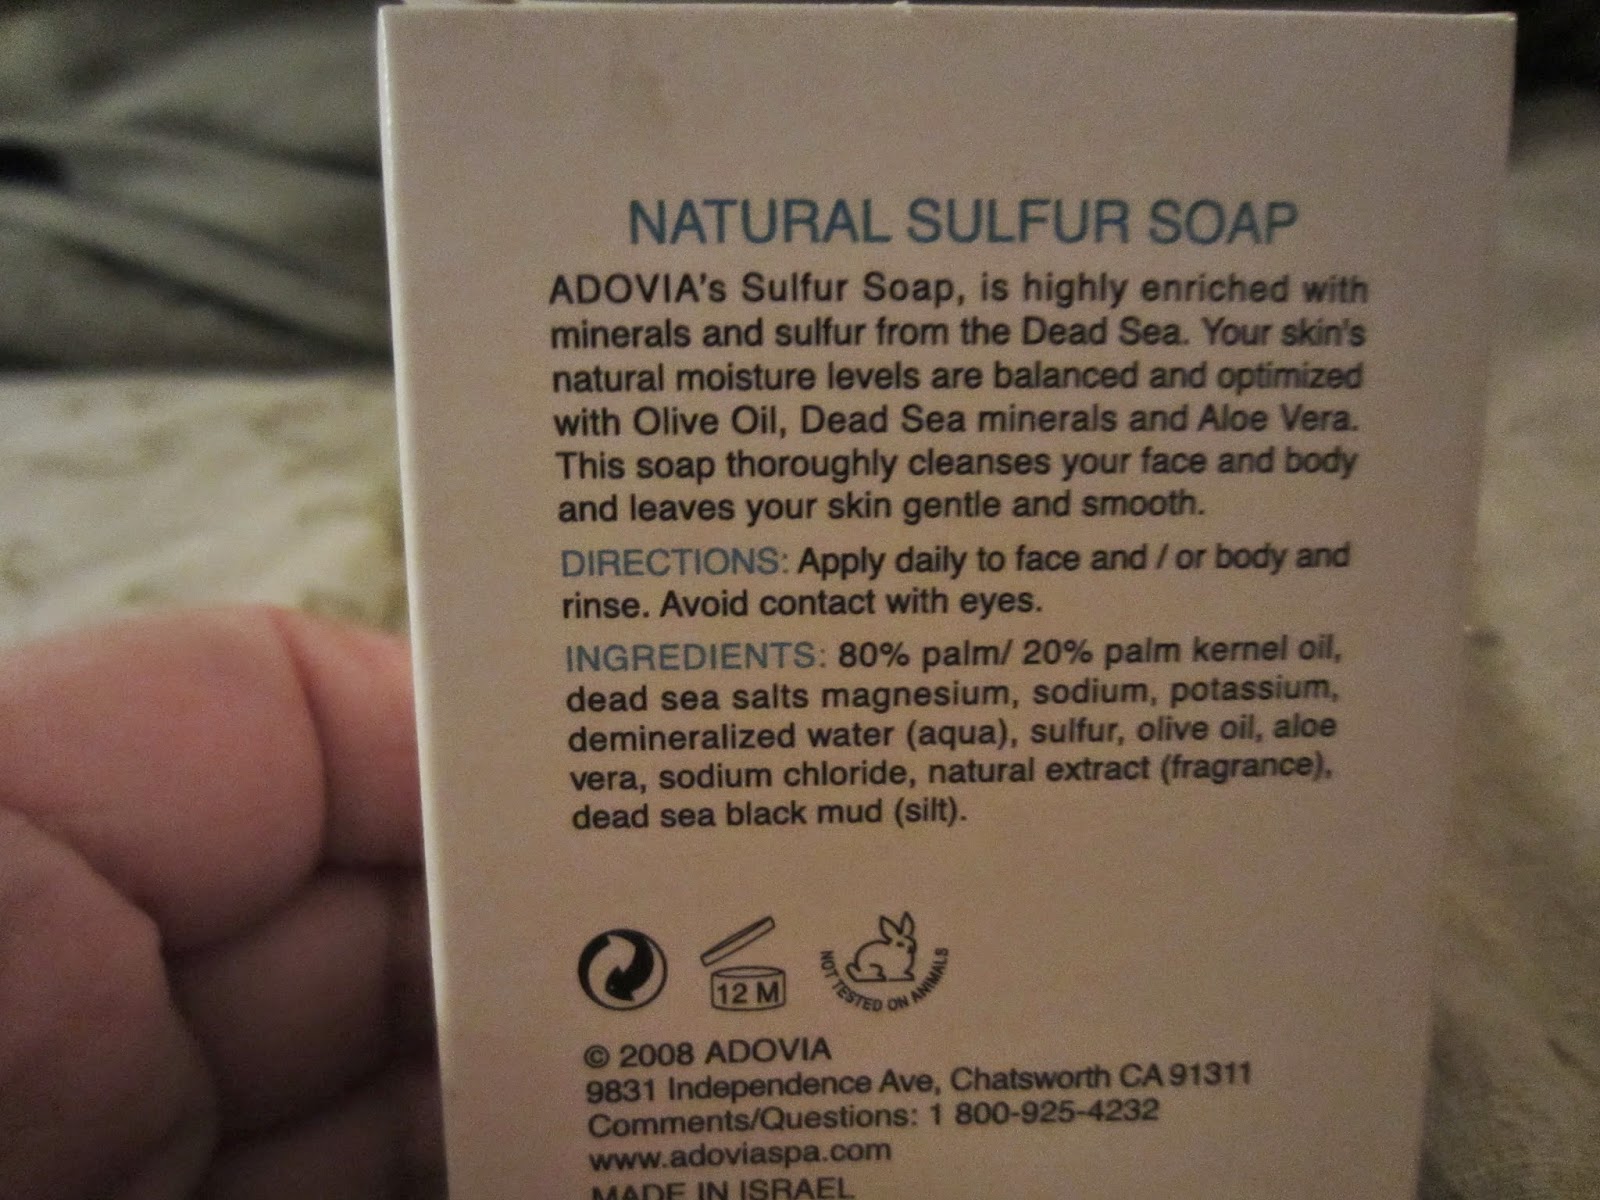 NATURAL SULFUR SOAP
ADOVIA's Sulfur Soap, is highly enriched with
minerals and sulfur from the Dead Sea. Your skin's
natural moisture levels are balanced and optimized
with Olive Oil, Dead Sea minerals and Aloe Vera.
This soap thoroughly cleanses your face and body
and leaves your skin gentle and smooth.
DIRECTIONS: Apply daily to face and / or body and
rinse. Avoid contact with eyes.
INGREDIENTS: 80% palm/ 20% palm kernel oil,
dead sea salts magnesium, sodium, potassium,
demineralized water (aqua), sulfur, olive oil, aloe
vera, sodium chloride, natural extract (fragrance),
dead sea black mud (silt).
12 M
NOT TESTED ON ANIMALS
© 2008 ADOVIA
9831 Independence Ave, Chatsworth CA 91311
Comments/Questions: 1 800-925-4232
www.adoviaspa.com
MADE IN ISRAEL